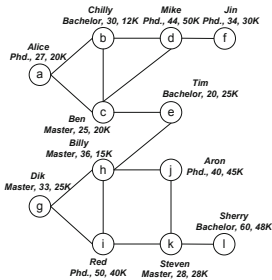 Chilly
Bachelor, 30, 12K
Mike
Phd., 44, 50K
Jin
Phd., 34, 30K
Alice
Phd., 27, 20K
b
d
f
a
Tim
Bachelor, 20, 25K
c
e
Ben
Master, 25, 20K
Billy
Master, 36, 15K
Dik
Master, 33, 25K
Aron
Phd., 40, 45K
h
j
g
Sherry
Bachelor, 60, 48K
i
k
l
Red
Phd., 50, 40K
Steven
Master, 28, 28K